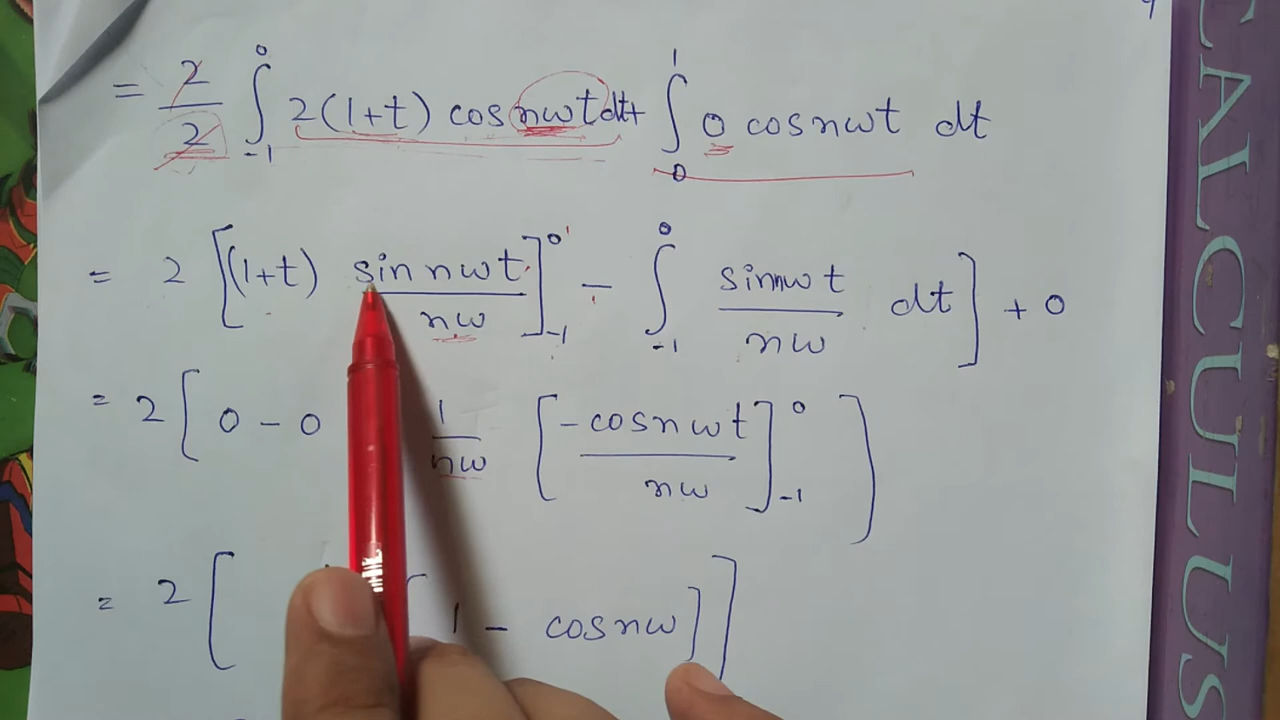 = 2/2 ∫_{-1}^{0} 2(1+t) cos nωt dt + ∫_{0}^{1} 0 cos nωt dt
= 2 [(1+t) sin nωt / nω]_{-1}^{0} - ∫_{-1}^{0} sin nω t / nω dt] + 0
= 2 [0 - 0 1/nω [-cos nωt / nω]_{-1}^{0})
= 2 [ [1 - cos nω]]
CALCULUS